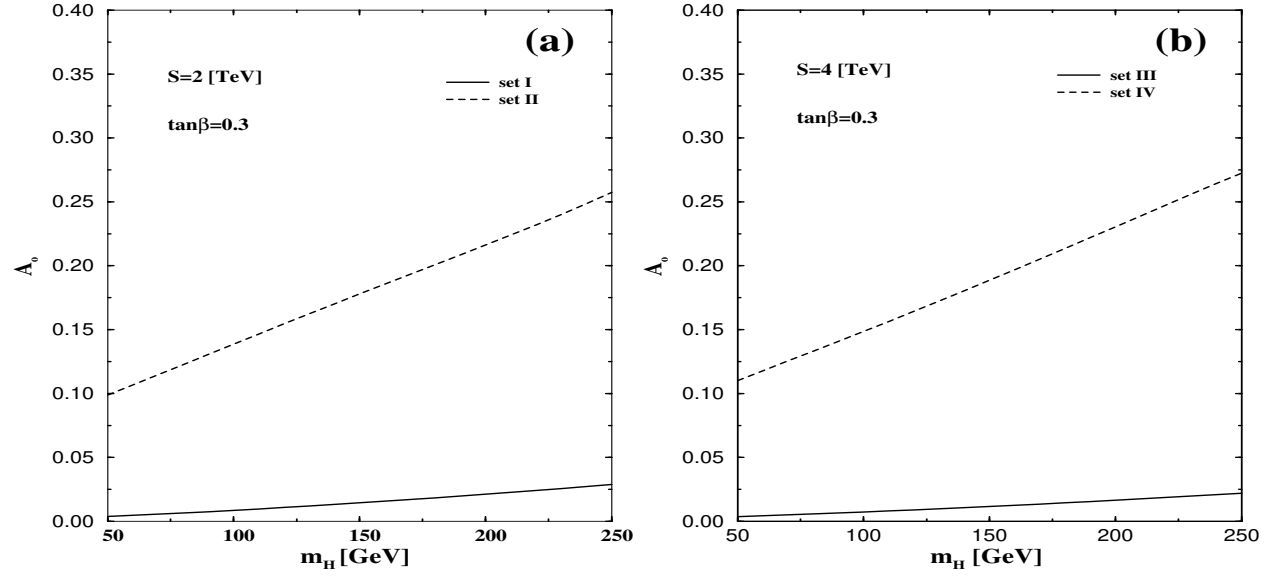 (a)
S=2 [TeV]
tanβ=0.3
set I
set II
0.40
0.35
0.30
0.25
0.20
0.15
0.10
0.05
0.00
A₀
50 100 150 200 250
m_H [GeV]
(b)
S=4 [TeV]
tanβ=0.3
set III
set IV
0.40
0.35
0.30
0.25
0.20
0.15
0.10
0.05
0.00
A₀
50 100 150 200 250
m_H [GeV]